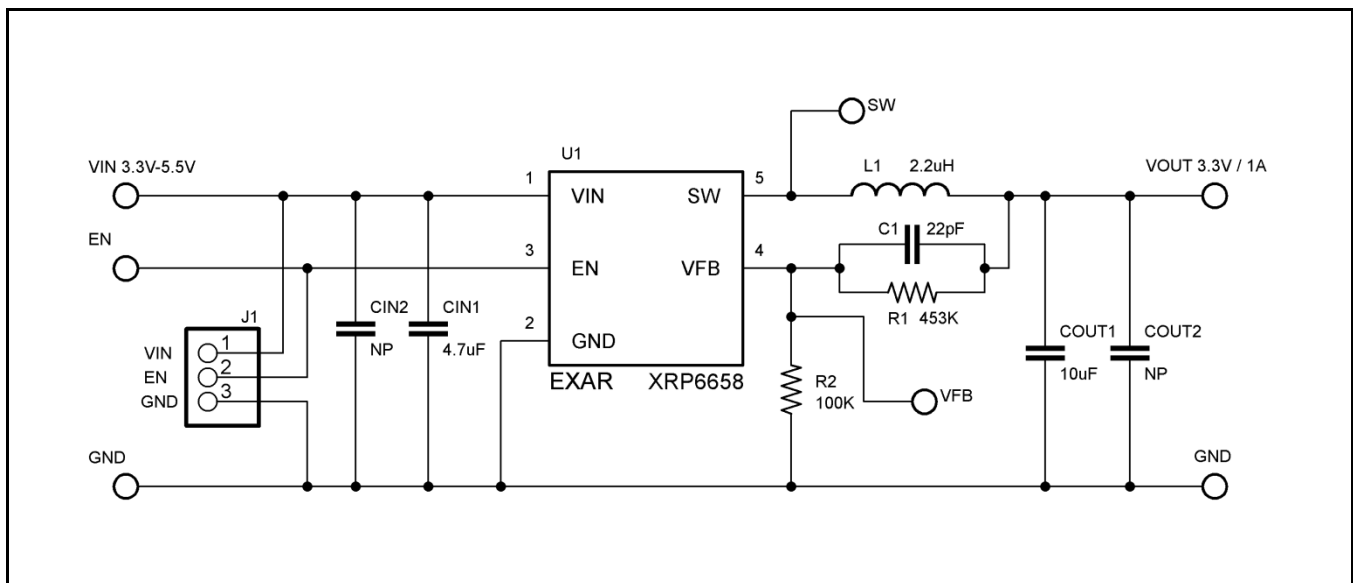 SW
U1
VIN 3.3V-5.5V
1
5
L1 2.2uH
VOUT 3.3V / 1A
VIN
SW
C1 22pF
EN
3
4
EN
VFB
R1 453K
CIN2
CIN1
J1
2
COUT1
COUT2
NP
4.7uF
GND
VIN 1
EN 2
GND 3
EXAR XRP6658
R2
100K
10uF
NP
VFB
GND
GND